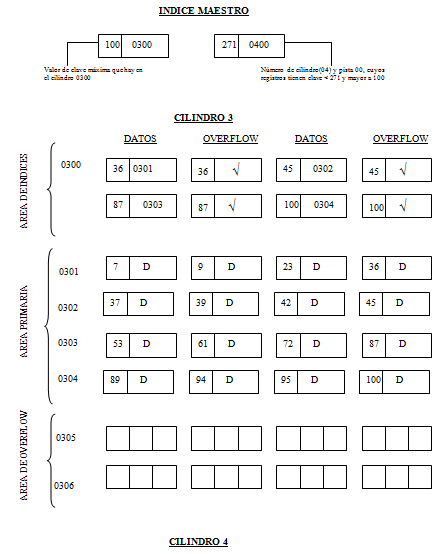 INDICE MAESTRO
100 0300 271 0400
Valor de clave máxima que hay en
el cilindro 0300
Número de cilindro(04) y pista 00, cuyos
registros tienen clave < 271 y mayor a 100
CILINDRO 3
DATOS OVERFLOW DATOS OVERFLOW
AREA DE INDICES
0300 36 0301 36 √ 45 0302 45 √
87 0303 87 √ 100 0304 100 √
AREA PRIMARIA
0301 7 D 9 D 23 D 36 D
0302 37 D 39 D 42 D 45 D
0303 53 D 61 D 72 D 87 D
0304 89 D 94 D 95 D 100 D
AREA DE OVERFLOW
0305
0306
CILINDRO 4